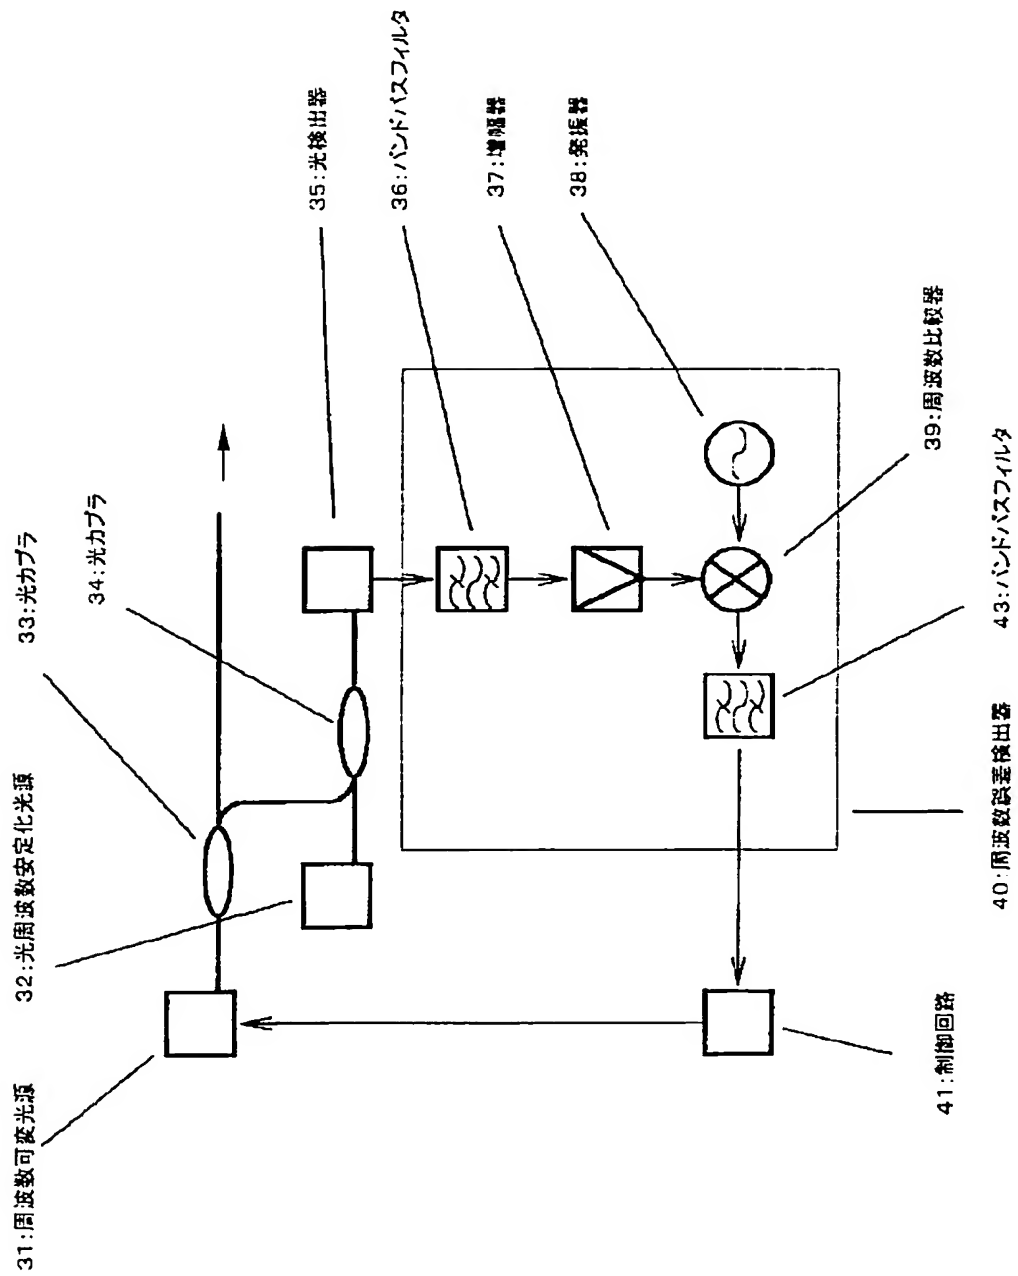 31:周波数可変光源
32:光周波数安定化光源
33:光カプラ
34:光カプラ
35:光検出器
36:バンドパスフィルタ
37:増幅器
38:発振器
39:周波数比較器
43:バンドパスフィルタ
40:周波数誤差検出器
41:制御回路